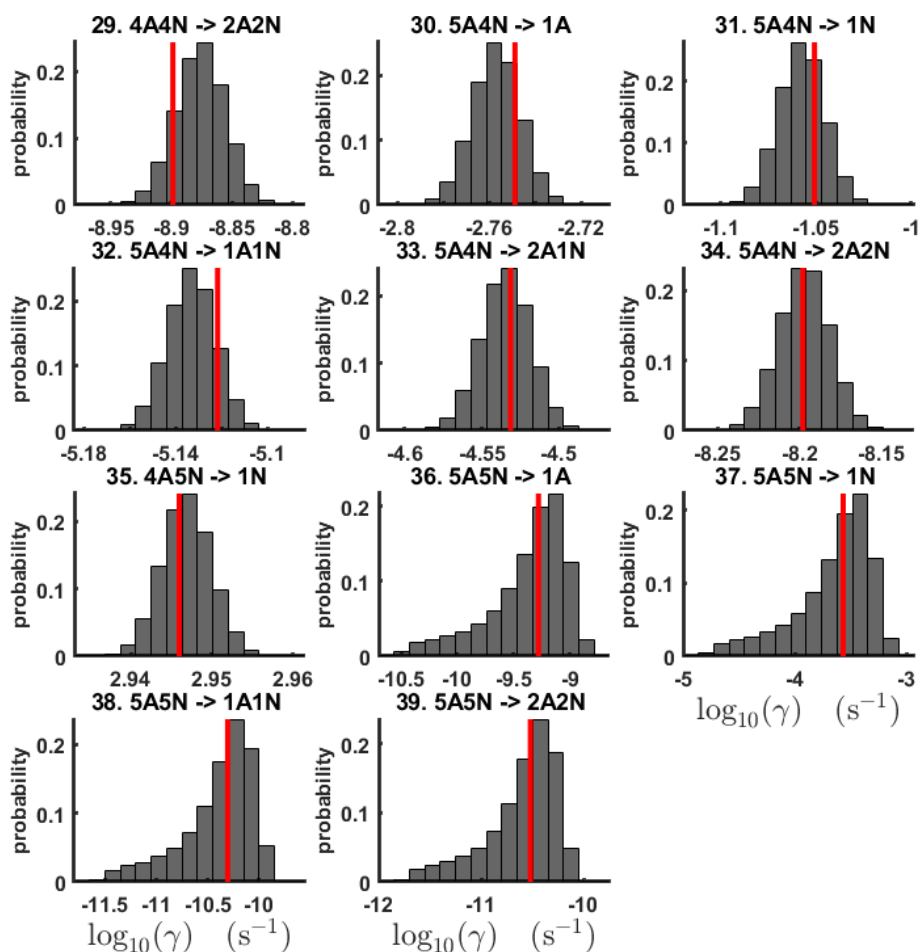 29. 4A4N -> 2A2N
30. 5A4N -> 1A
31. 5A4N -> 1N
probability
0.2
0.1
0
-8.95 -8.9 -8.85 -8.8
probability
0.2
0.1
0
-2.8 -2.76 -2.72
probability
0.2
0.1
0
-1.1 -1.05 -1
32. 5A4N -> 1A1N
33. 5A4N -> 2A1N
34. 5A4N -> 2A2N
probability
0.2
0.1
0
-5.18 -5.14 -5.1
probability
0.2
0.1
0
-4.6 -4.55 -4.5
probability
0.2
0.1
0
-8.25 -8.2 -8.15
35. 4A5N -> 1N
36. 5A5N -> 1A
37. 5A5N -> 1N
probability
0.2
0.1
0
2.94 2.95 2.96
probability
0.2
0.1
0
-10.5 -10 -9.5 -9
probability
0.2
0.1
0
-5 -4 -3
log₁₀(γ) (s⁻¹)
38. 5A5N -> 1A1N
39. 5A5N -> 2A2N
probability
0.2
0.1
0
-11.5 -11 -10.5 -10
log₁₀(γ) (s⁻¹)
probability
0.2
0.1
0
-12 -11 -10
log₁₀(γ) (s⁻¹)